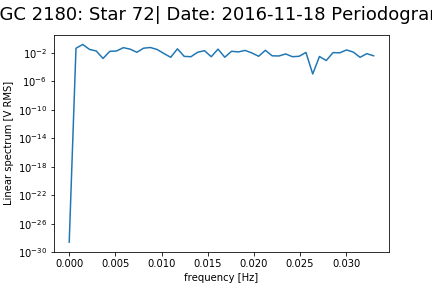 GC 2180: Star 72| Date: 2016-11-18 Periodogra
Linear spectrum [V RMS]
10^-2
10^-6
10^-10
10^-14
10^-18
10^-22
10^-26
10^-30
0.000 0.005 0.010 0.015 0.020 0.025 0.030
frequency [Hz]